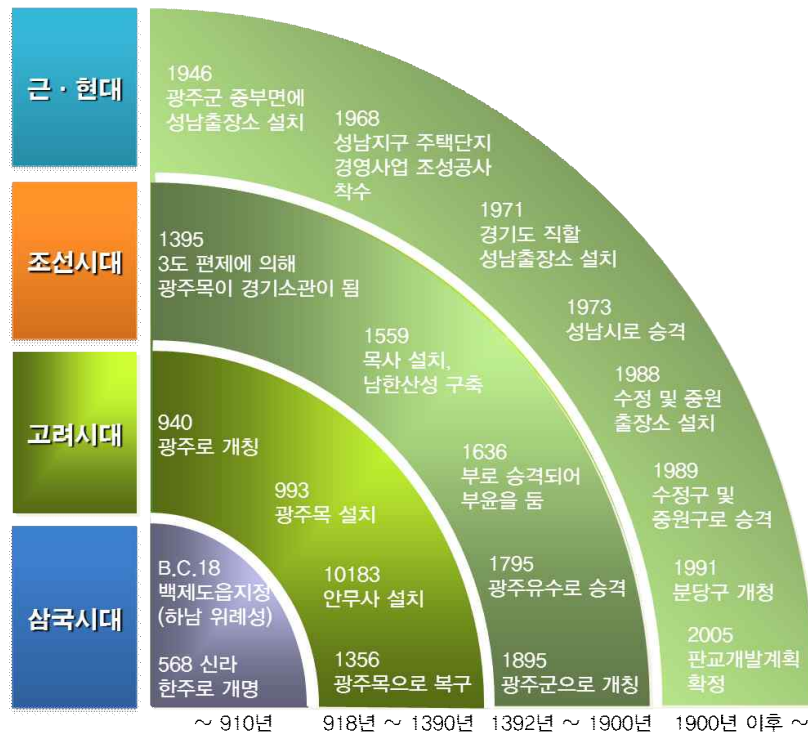 근 · 현대
1946
광주군 중부면에
성남출장소 설치
1968
성남지구 주택단지
경영사업 조성공사
착수
1971
경기도 직할
성남출장소 설치
1973
성남시로 승격
1988
수정 및 중원
출장소 설치
1989
수정구 및
중원구로 승격
1991
분당구 개청
2005
판교개발계획
확정
조선시대
1395
3도 편제에 의해
광주목이 경기소관이 됨
1559
목사 설치,
남한산성 구축
1636
부로 승격되어
부윤을 둠
1795
광주유수로 승격
1895
광주군으로 개칭
고려시대
940
광주로 개칭
993
광주목 설치
10183
안무사 설치
1356
광주목으로 복구
삼국시대
B.C.18
백제도읍지정
(하남 위례성)
568 신라
한주로 개명
~ 910년
918년 ~ 1390년
1392년 ~ 1900년
1900년 이후 ~